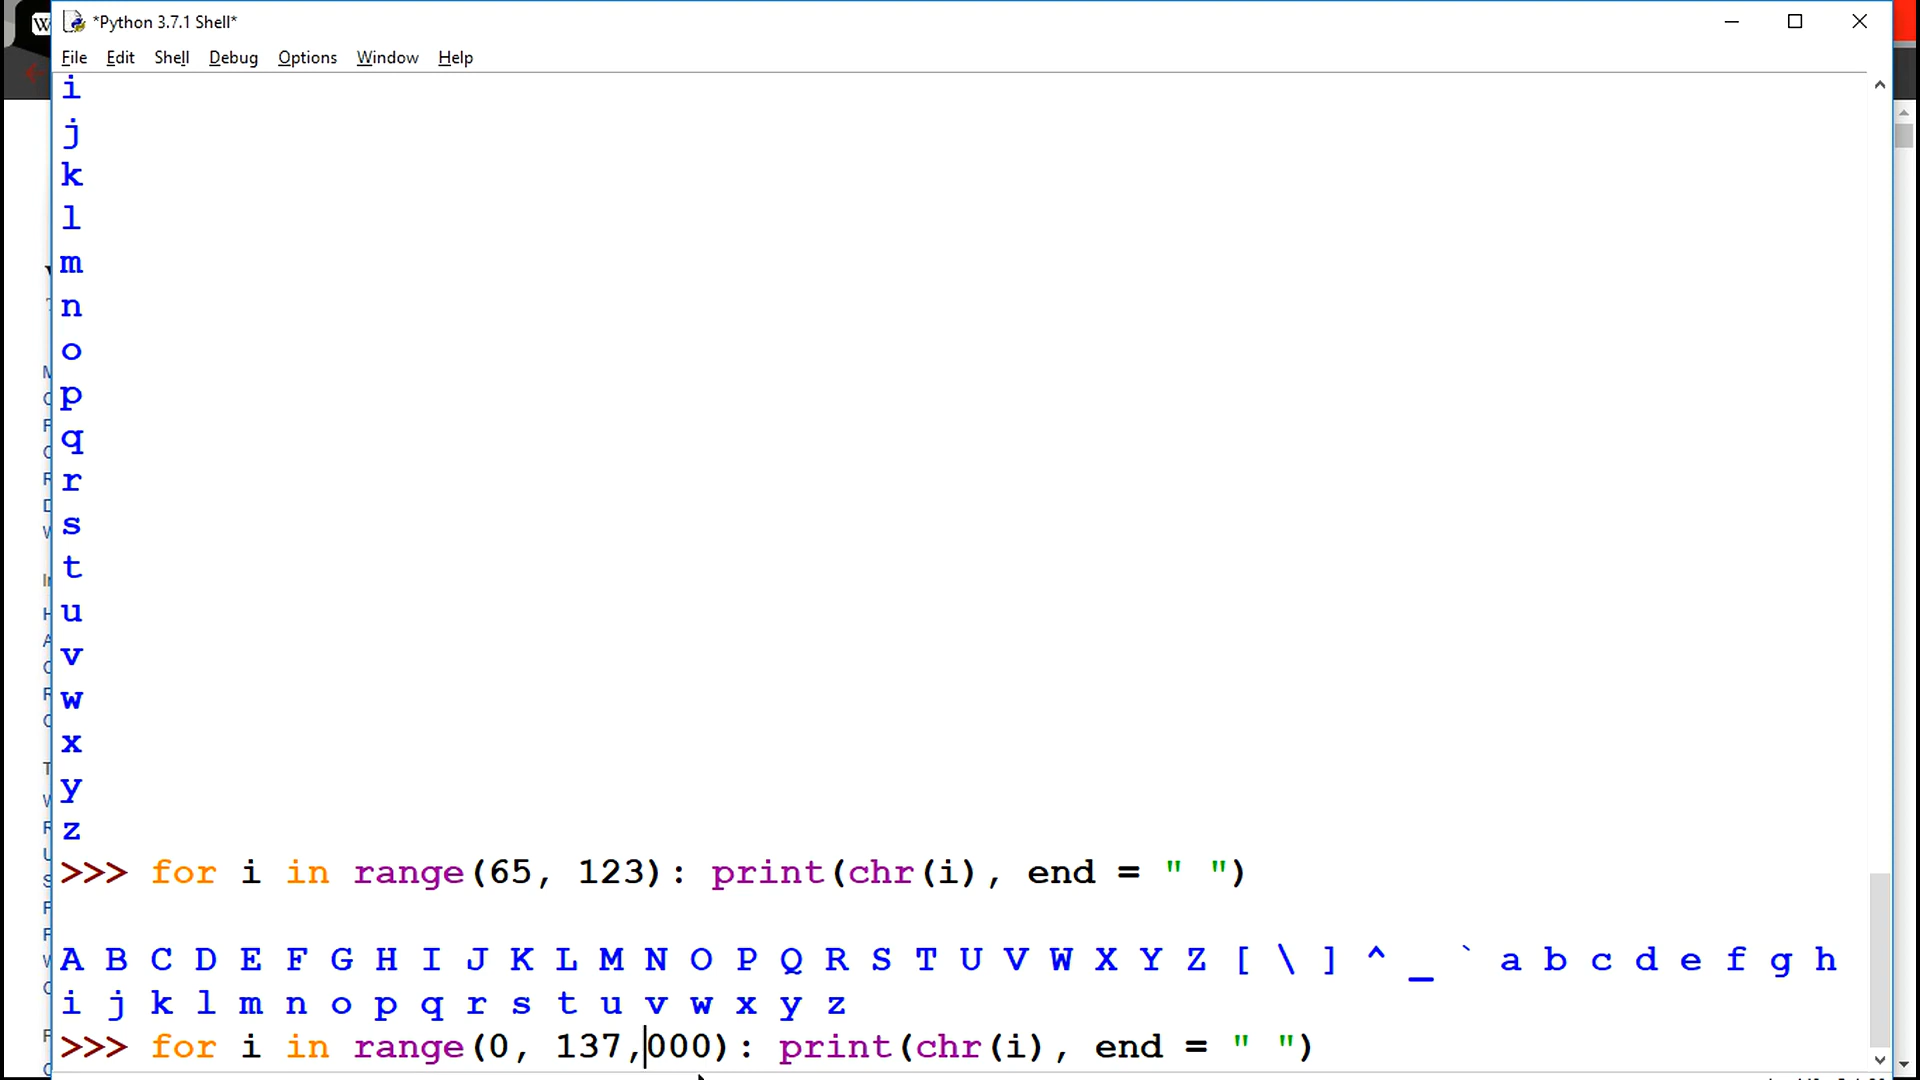 W
*Python 3.7.1 Shell*
File Edit Shell Debug Options Window Help
i
j
k
l
m
n
o
p
q
r
s
t
u
v
w
x
y
z
>>> for i in range(65, 123): print(chr(i), end = " ")
A B C D E F G H I J K L M N O P Q R S T U V W X Y Z [ \ ] ^ _ ` a b c d e f g h
i j k l m n o p q r s t u v w x y z
>>> for i in range(0, 137,000): print(chr(i), end = " ")